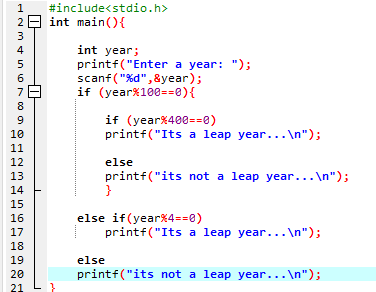 1 #include<stdio.h>
2 int main(){
3
4 int year;
5 printf("Enter a year: ");
6 scanf("%d",&year);
7 if (year%100==0){
8
9 if (year%400==0)
10 printf("Its a leap year...\n");
11
12 else
13 printf("its not a leap year...\n");
14 }
15
16 else if(year%4==0)
17 printf("Its a leap year...\n");
18
19 else
20 printf("its not a leap year...\n");
21 }